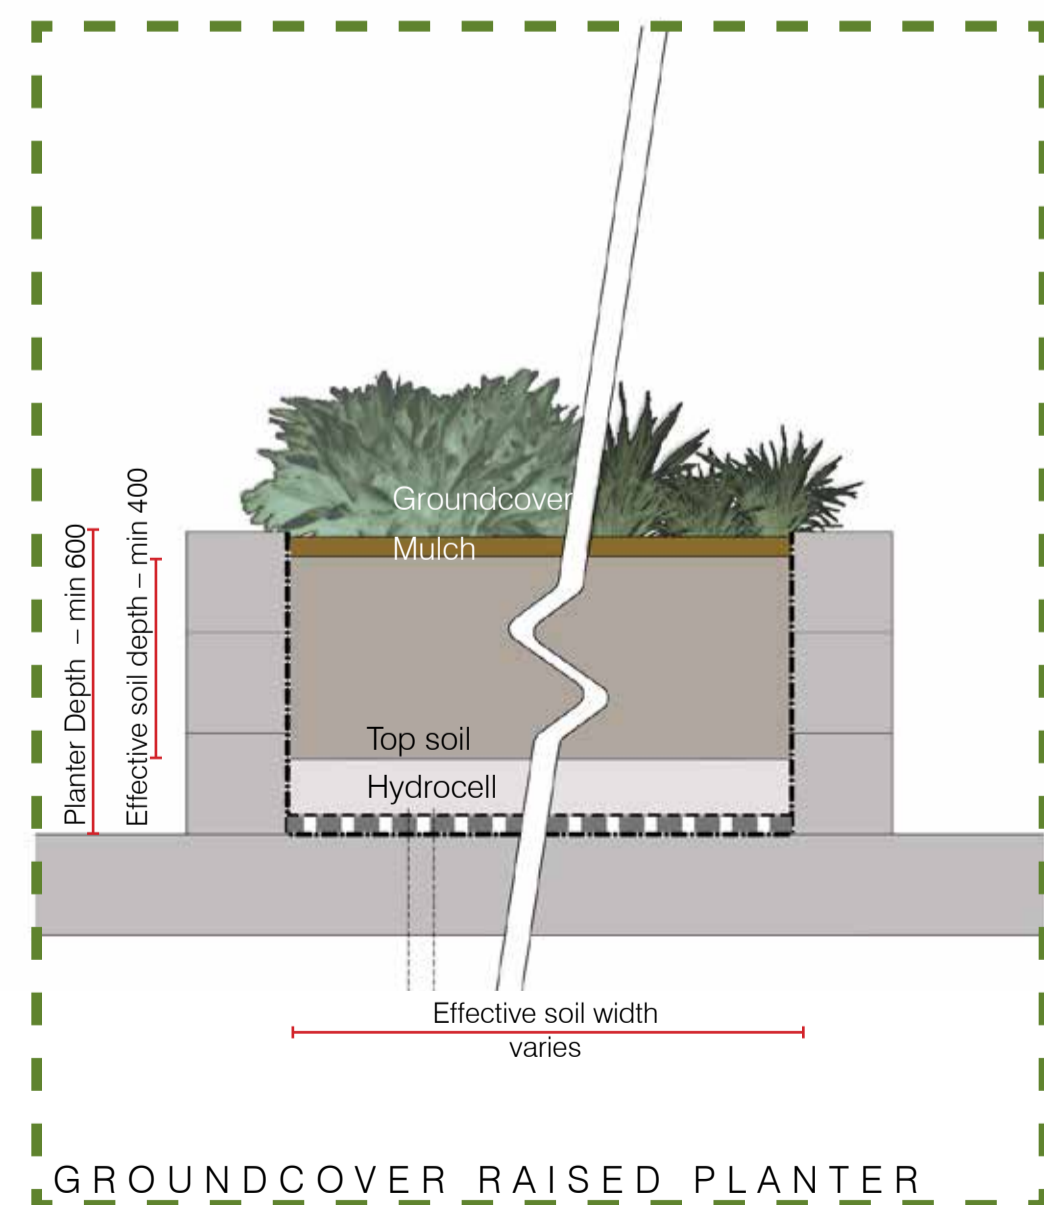 Planter Depth – min 600
Effective soil depth – min 400
Groundcover
Mulch
Top soil
Hydrocell
Effective soil width
varies
GROUNDCOVER RAISED PLANTER